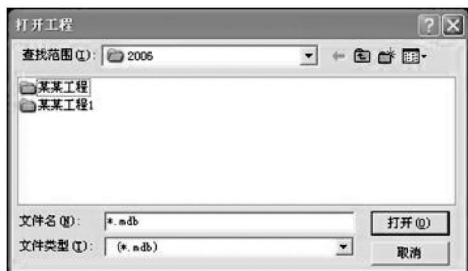 打开工程
查找范围(I): 2006
某某工程
某某工程1
文件名(N): *.mdb
打开(O)
文件类型(T): (*.mdb)
取消